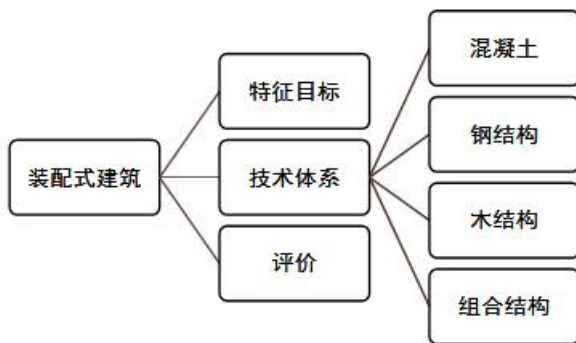 装配式建筑
特征目标
技术体系
评价
混凝土
钢结构
木结构
组合结构